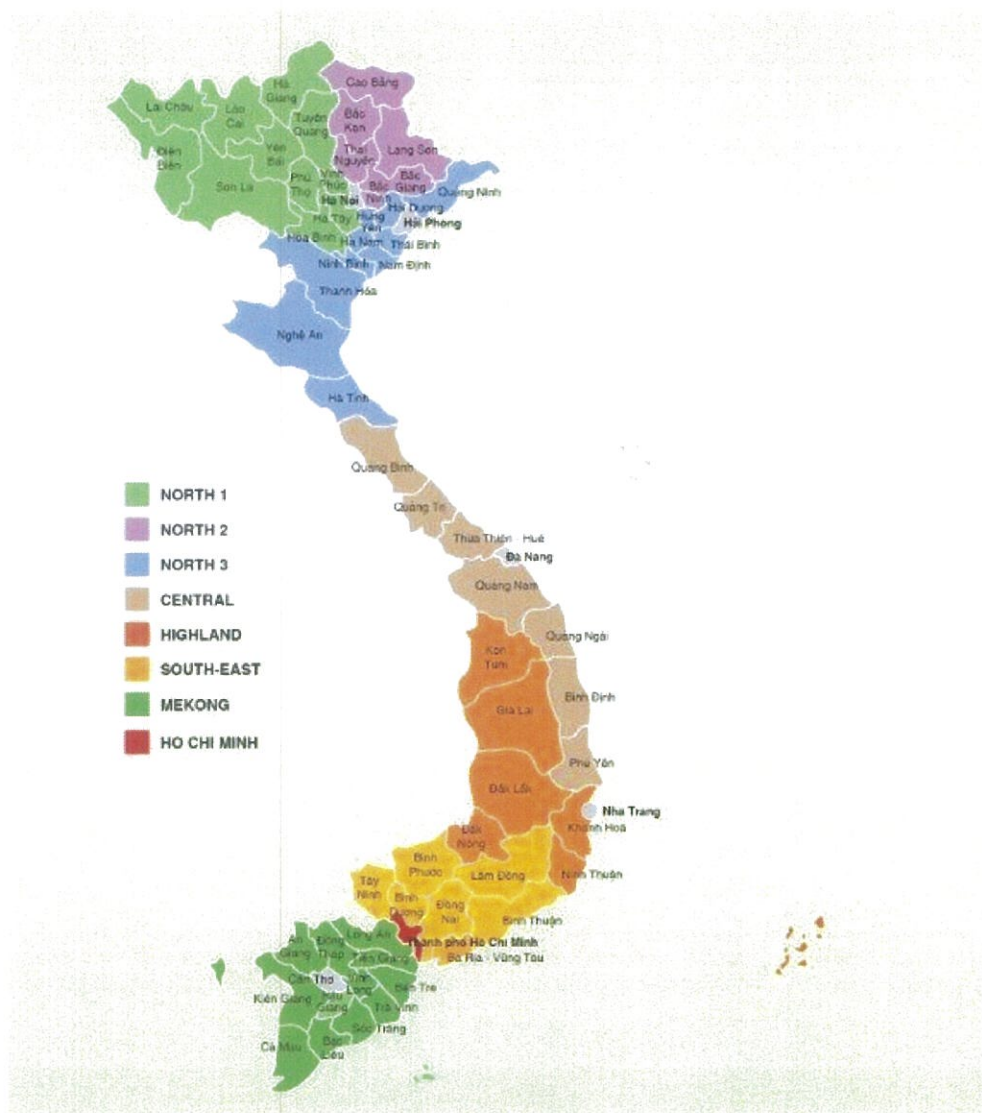 Cao Bằng
Hà
Giang
Lai Châu
Lào
Cai
Tuyên
Quang
Bắc
Kạn
Điện
Biên
Yên
Bái
Thái
Nguyên
Lạng Sơn
Sơn La
Phú
Thọ
Vĩnh
Phúc
Bắc
Giang
Bắc
Ninh
Quảng Ninh
Hà Nội
Hải Dương
Hà Tây
Hưng
Yên
Hải Phòng
Hoà Bình
Hà Nam
Thái Bình
Ninh Bình
Nam Định
Thanh Hóa
Nghệ An
Hà Tĩnh
Quảng Bình
Quảng Trị
Thừa Thiên - Huế
Đà Nang
Quảng Nam
Quảng Ngãi
Kon
Tum
Bình Định
Gia Lai
Phú Yên
Đắk Lắk
Nha Trang
Khánh Hoà
Đắk
Nông
Ninh Thuận
Bình
Phước
Lâm Đồng
Tây
Ninh
Bình
Dương
Đồng
Nai
Bình Thuận
Thành phố Hồ Chí Minh
Bà Rịa - Vũng Tàu
An
Giang
Đồng
Tháp
Long An
Tiền Giang
Cần Thơ
Vĩnh
Long
Bến Tre
Kiên Giang
Hậu
Giang
Trà Vinh
Sóc Trăng
Cà Mau
Bạc
Liêu
NORTH 1
NORTH 2
NORTH 3
CENTRAL
HIGHLAND
SOUTH-EAST
MEKONG
HO CHI MINH